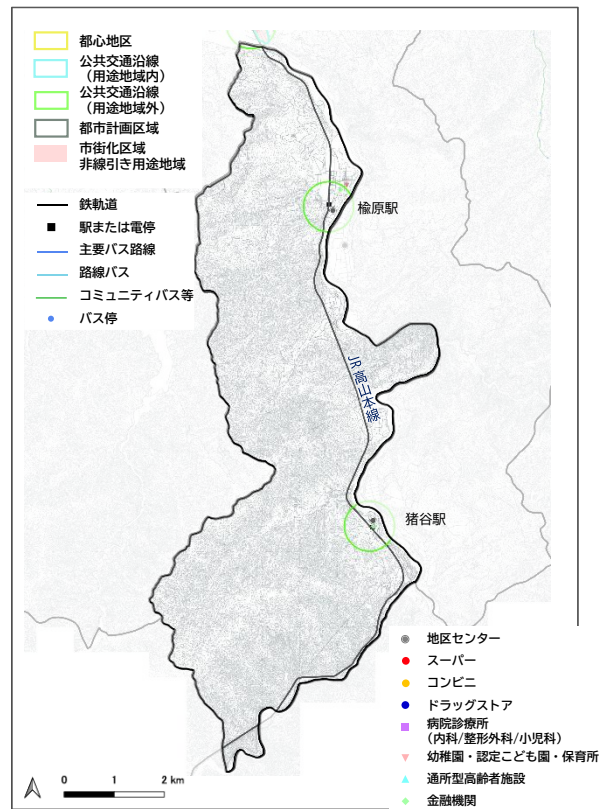 都心地区
公共交通沿線
（用途地域内）
公共交通沿線
（用途地域外）
都市計画区域
市街化区域
非線引き用途地域
鉄軌道
駅または電停
主要バス路線
路線バス
コミュニティバス等
バス停
楡原駅
JR高山本線
猪谷駅
地区センター
スーパー
コンビニ
ドラッグストア
病院診療所
（内科/整形外科/小児科）
幼稚園・認定こども園・保育所
通所型高齢者施設
金融機関
0 1 2 km